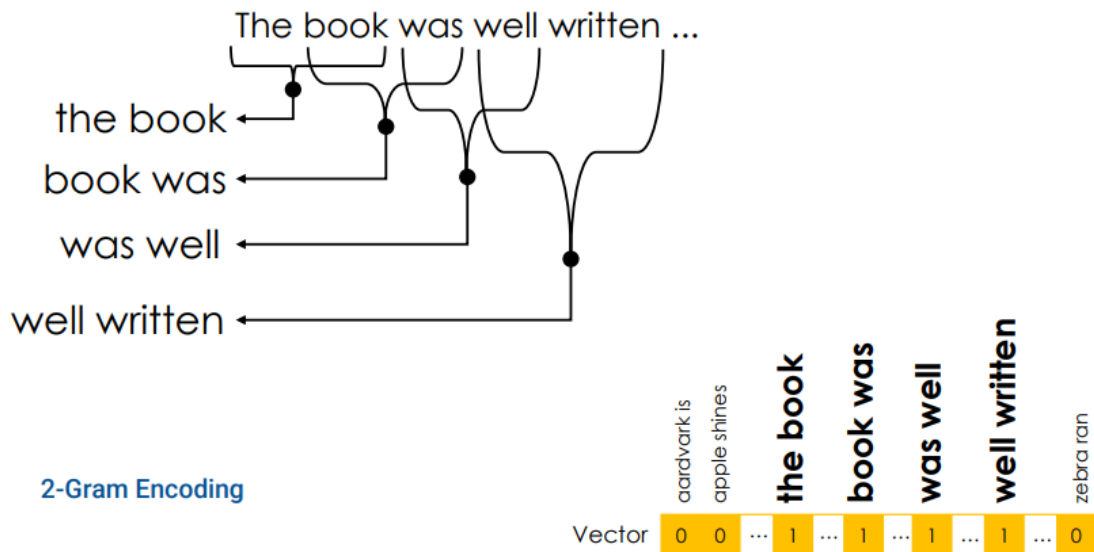 The book was well written ...
the book
book was
was well
well written
2-Gram Encoding
aardvark is
apple shines
the book
book was
was well
well written
zebra ran
Vector 0 0 ... 1 ... 1 ... 1 ... 1 ... 0